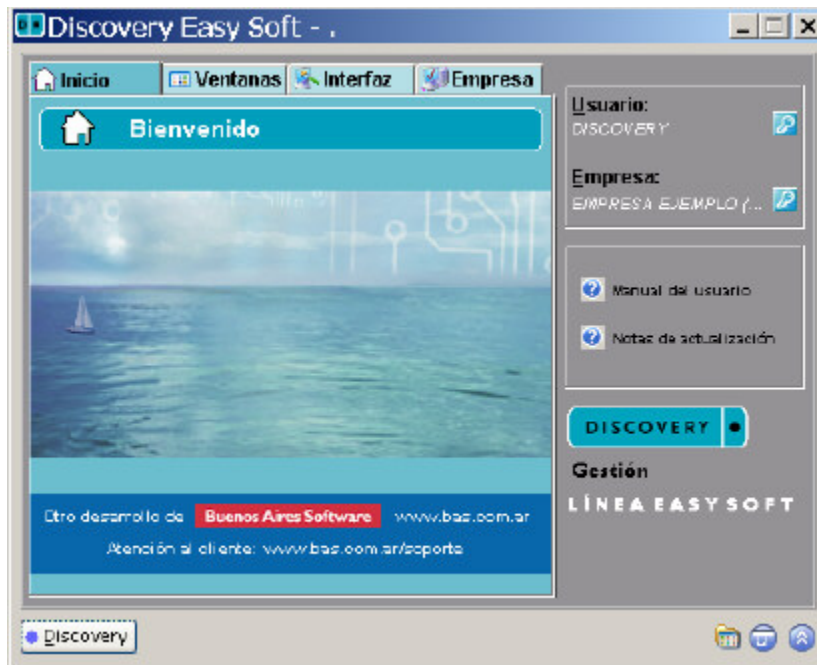 Discovery Easy Soft - .
Inicio
Ventanas
Interfaz
Empresa
Bienvenido
Usuario:
DISCOVERY
Empresa:
EMPRESA EJEMPLO (...
Manual del usuario
Notas de actualización
DISCOVERY
Gestión
LÍNEA EASY SOFT
Otro desarrollo de Buenos Aires Software www.bas.com.ar
Atención al cliente: www.bas.com.ar/soporte
Discovery